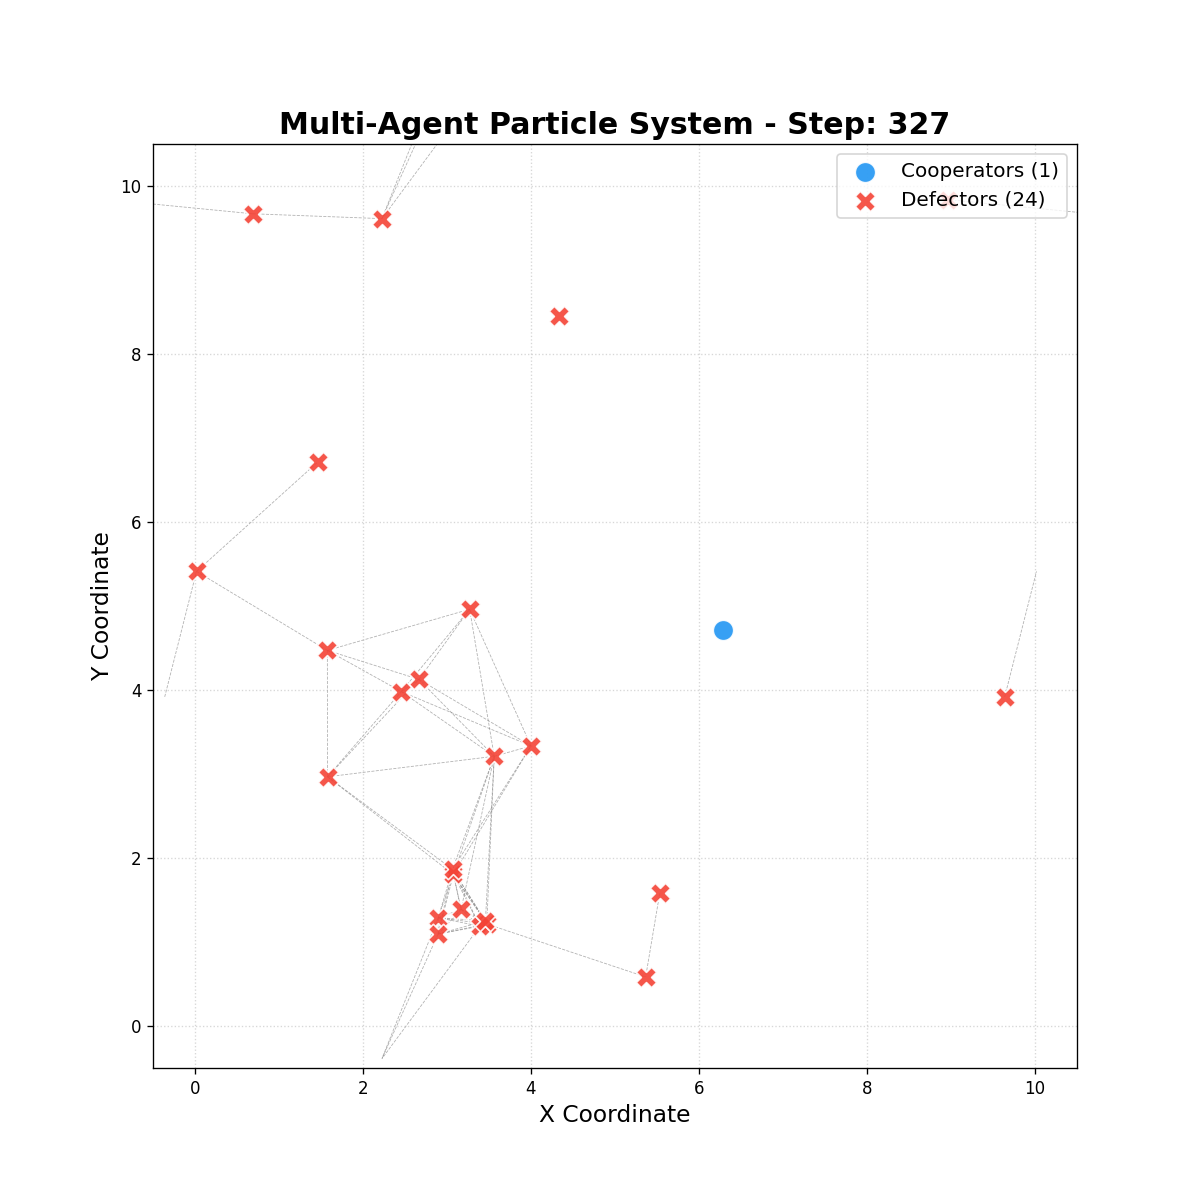 Multi-Agent Particle System - Step: 327
Cooperators (1)
Defectors (24)
10
8
6
4
2
0
Y Coordinate
0 2 4 6 8 10
X Coordinate